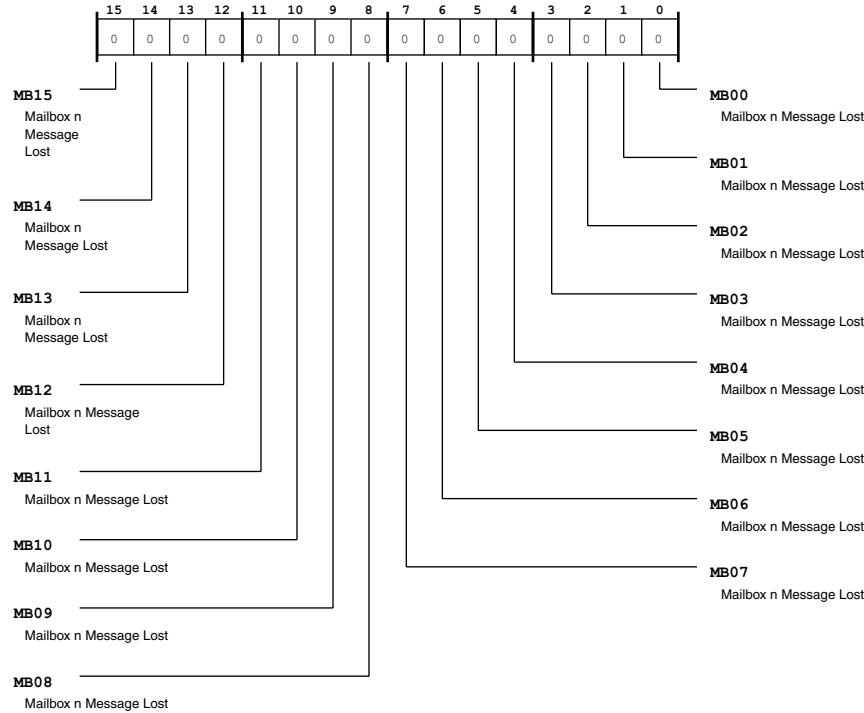 15 14 13 12 11 10 9 8 7 6 5 4 3 2 1 0
0 0 0 0 0 0 0 0 0 0 0 0 0 0 0 0
MB15
Mailbox n
Message
Lost
MB14
Mailbox n
Message Lost
MB13
Mailbox n
Message Lost
MB12
Mailbox n Message
Lost
MB11
Mailbox n Message Lost
MB10
Mailbox n Message Lost
MB09
Mailbox n Message Lost
MB08
Mailbox n Message Lost
MB00
Mailbox n Message Lost
MB01
Mailbox n Message Lost
MB02
Mailbox n Message Lost
MB03
Mailbox n Message Lost
MB04
Mailbox n Message Lost
MB05
Mailbox n Message Lost
MB06
Mailbox n Message Lost
MB07
Mailbox n Message Lost